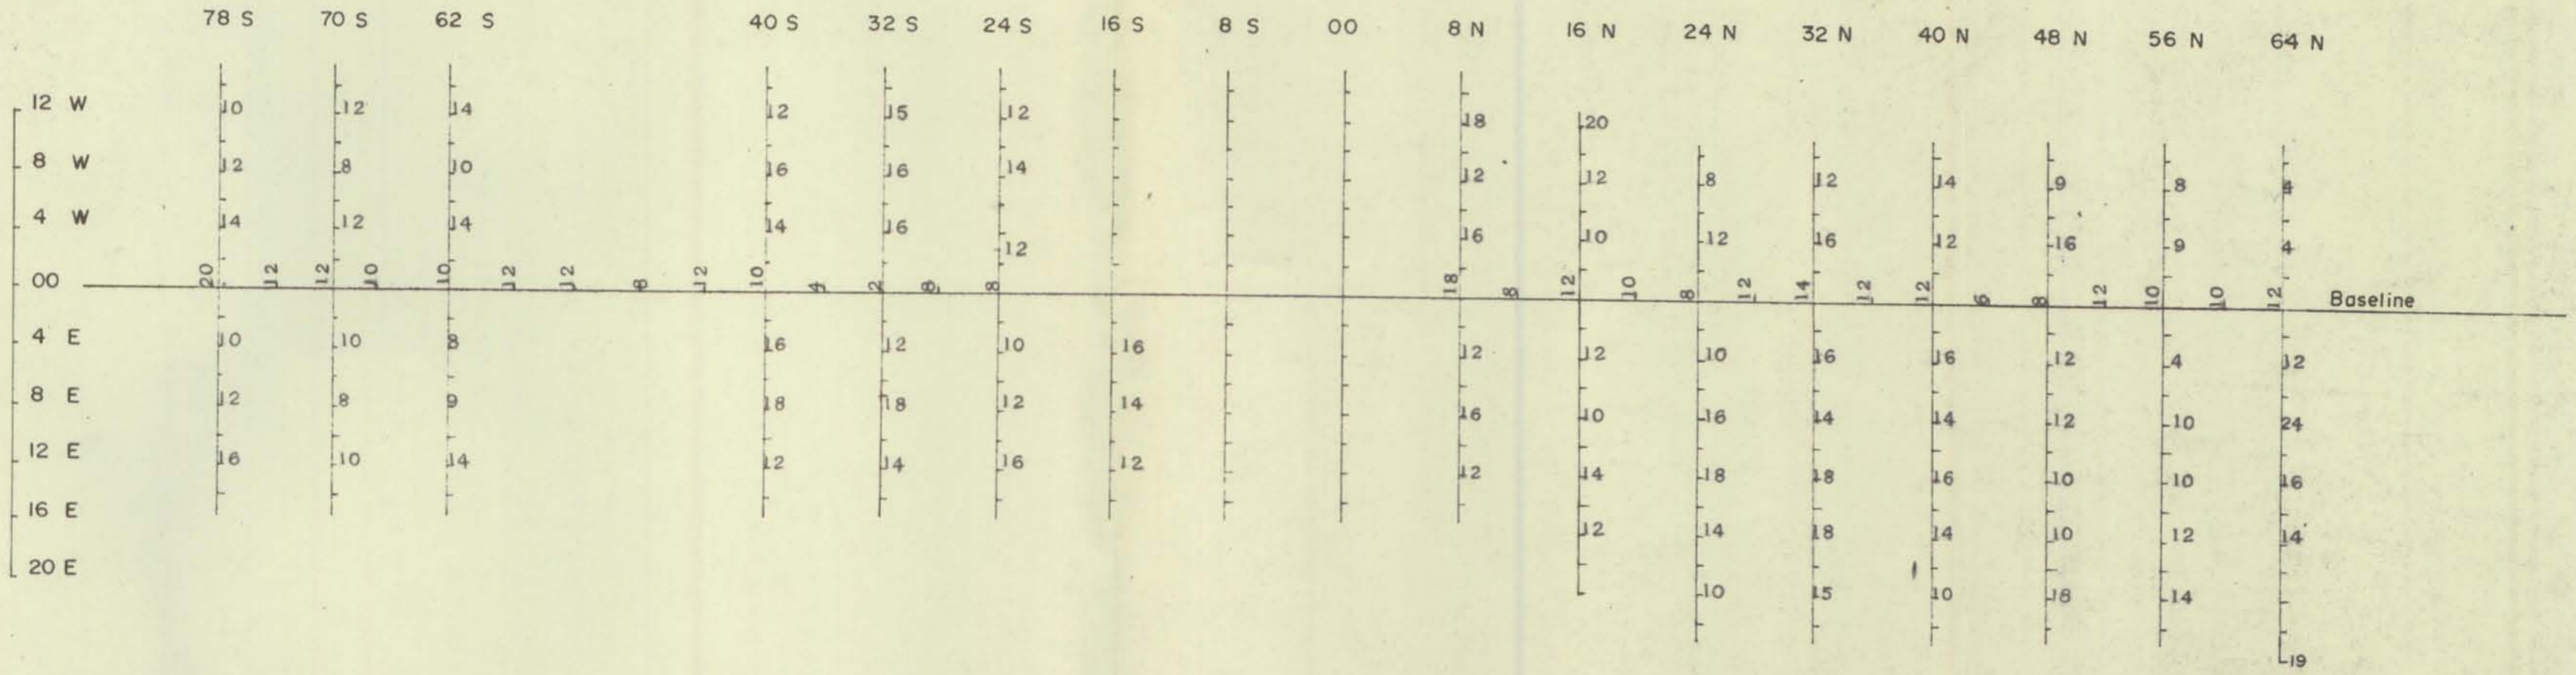 78 S 70 S 62 S 40 S 32 S 24 S 16 S 8 S 00 8 N 16 N 24 N 32 N 40 N 48 N 56 N 64 N
12 W 10 12 14 12 15 12 18 20
8 W 12 8 10 16 16 14 12 12 8 12 14 9 8 4
4 W 14 12 14 14 16 12 16 10 12 16 12 16 9 4
00 20 12 12 10 10 12 12 8 12 10 4 2 8 8 18 8 12 10 8 12 14 12 12 6 8 12 10 10 12 Baseline
4 E 10 10 8 16 12 10 16 12 12 10 16 16 12 4 12
8 E 12 8 9 18 18 12 14 16 10 16 14 14 12 10 24
12 E 16 10 14 12 14 16 12 12 14 18 18 16 10 10 16
16 E 12 14 18 14 10 12 14
20 E 10 15 10 18 14
19